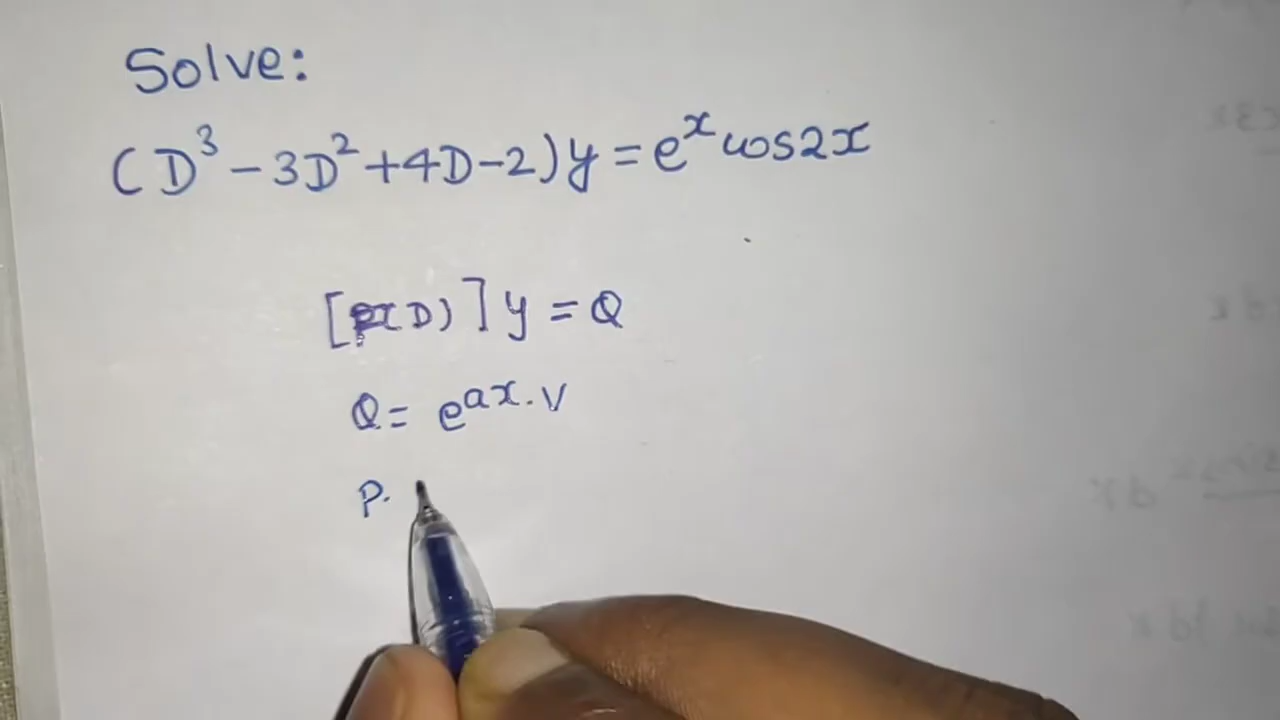 Solve:
(D³ - 3D² + 4D - 2) y = eˣ cos2x
[f(D)] y = Q
Q = eᵃˣ · V
P.